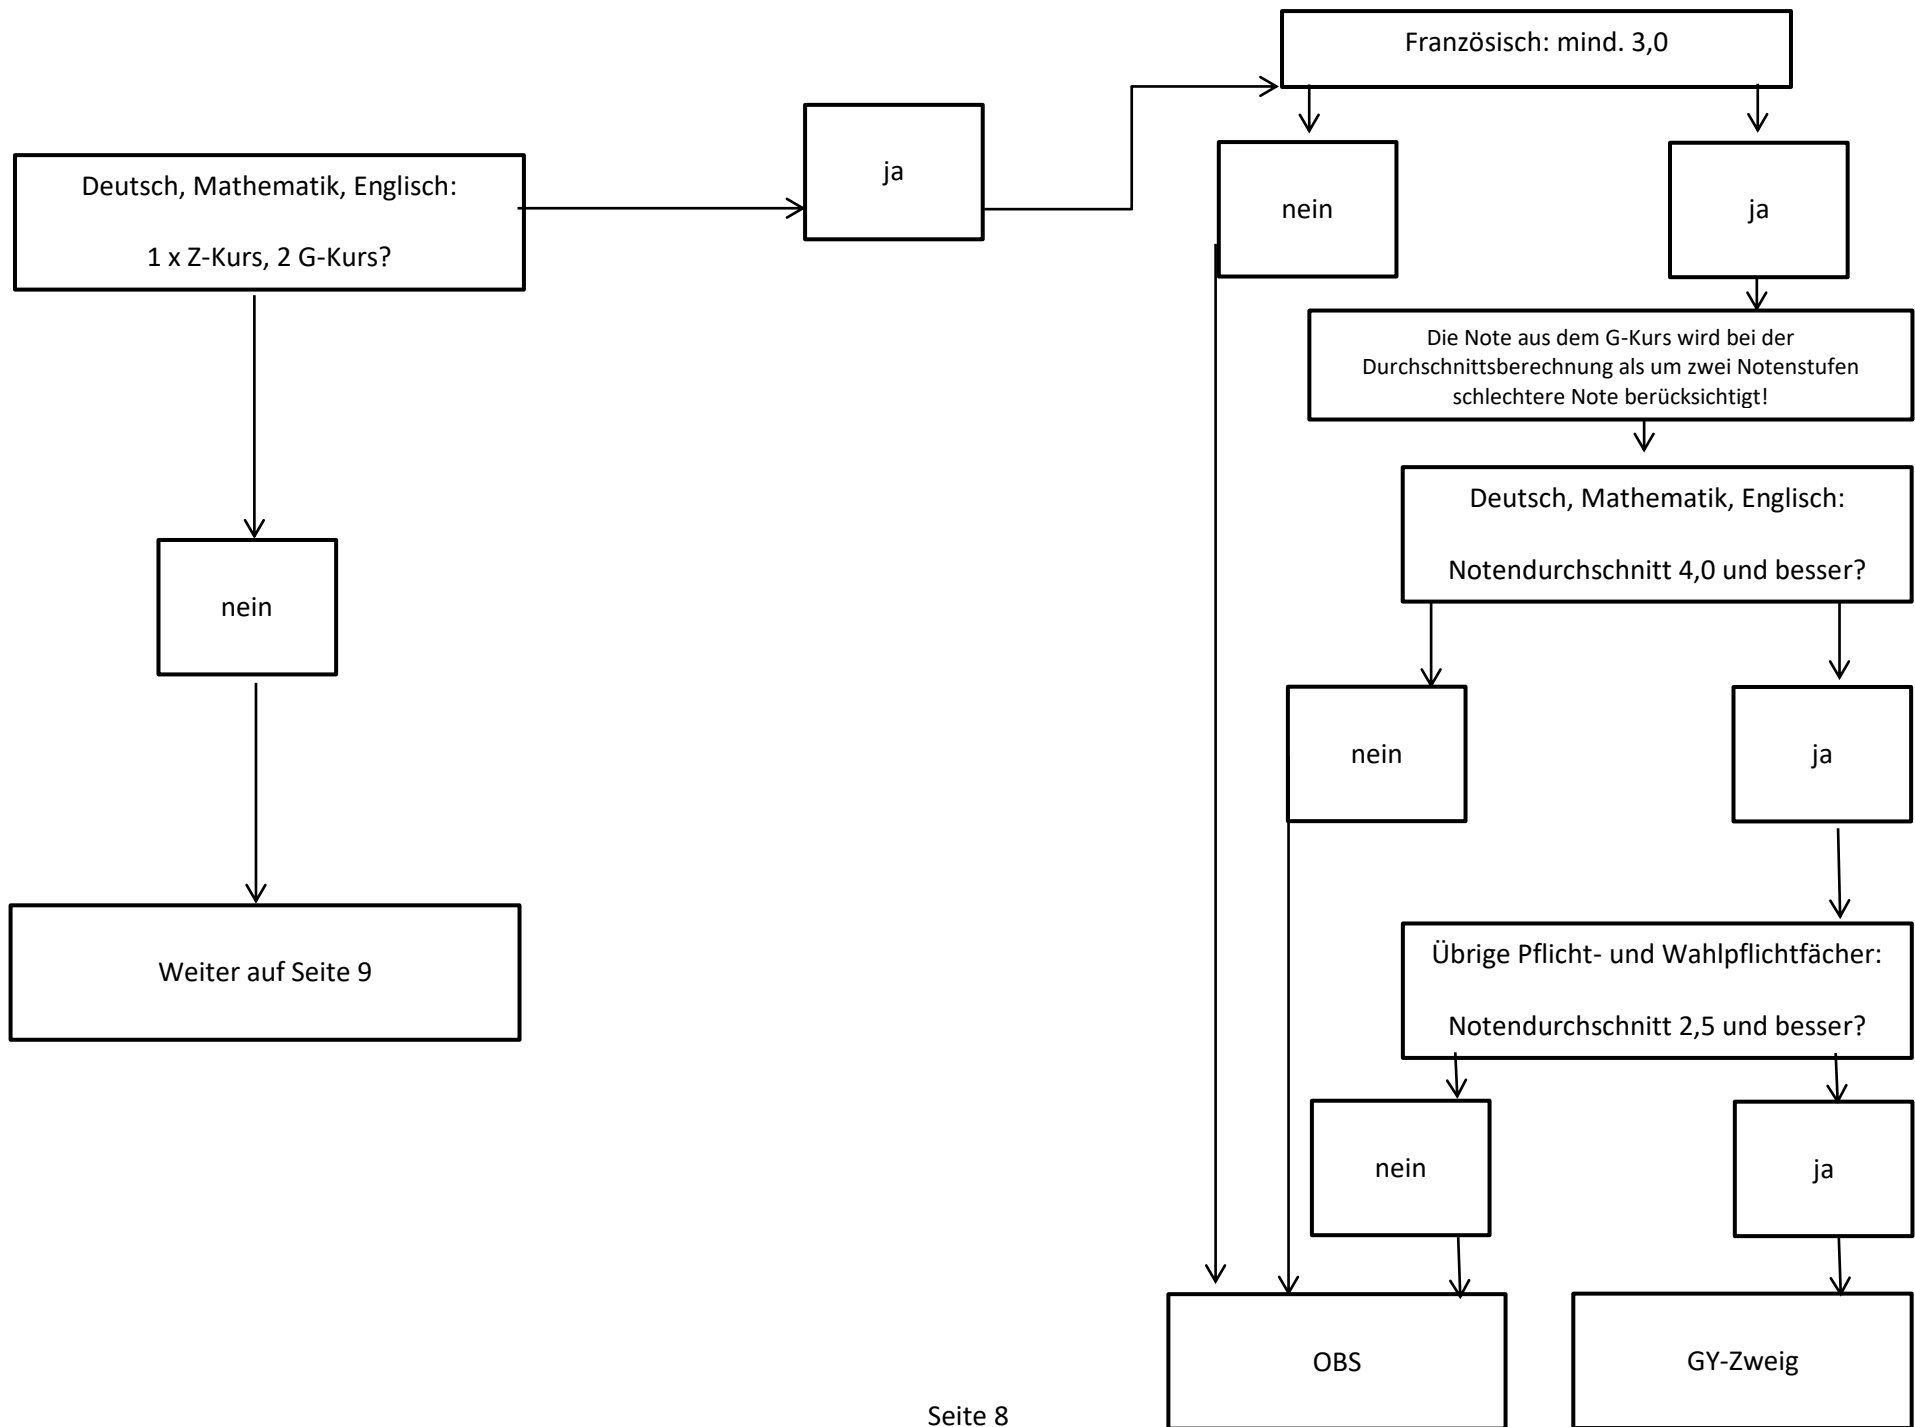 Französisch: mind. 3,0
ja
Deutsch, Mathematik, Englisch:
1 x Z-Kurs, 2 G-Kurs?
nein
ja
Die Note aus dem G-Kurs wird bei der
Durchschnittsberechnung als um zwei Notenstufen
schlechtere Note berücksichtigt!
Deutsch, Mathematik, Englisch:
Notendurchschnitt 4,0 und besser?
nein
nein
ja
Weiter auf Seite 9
Übrige Pflicht- und Wahlpflichtfächer:
Notendurchschnitt 2,5 und besser?
nein
ja
OBS
GY-Zweig
Seite 8